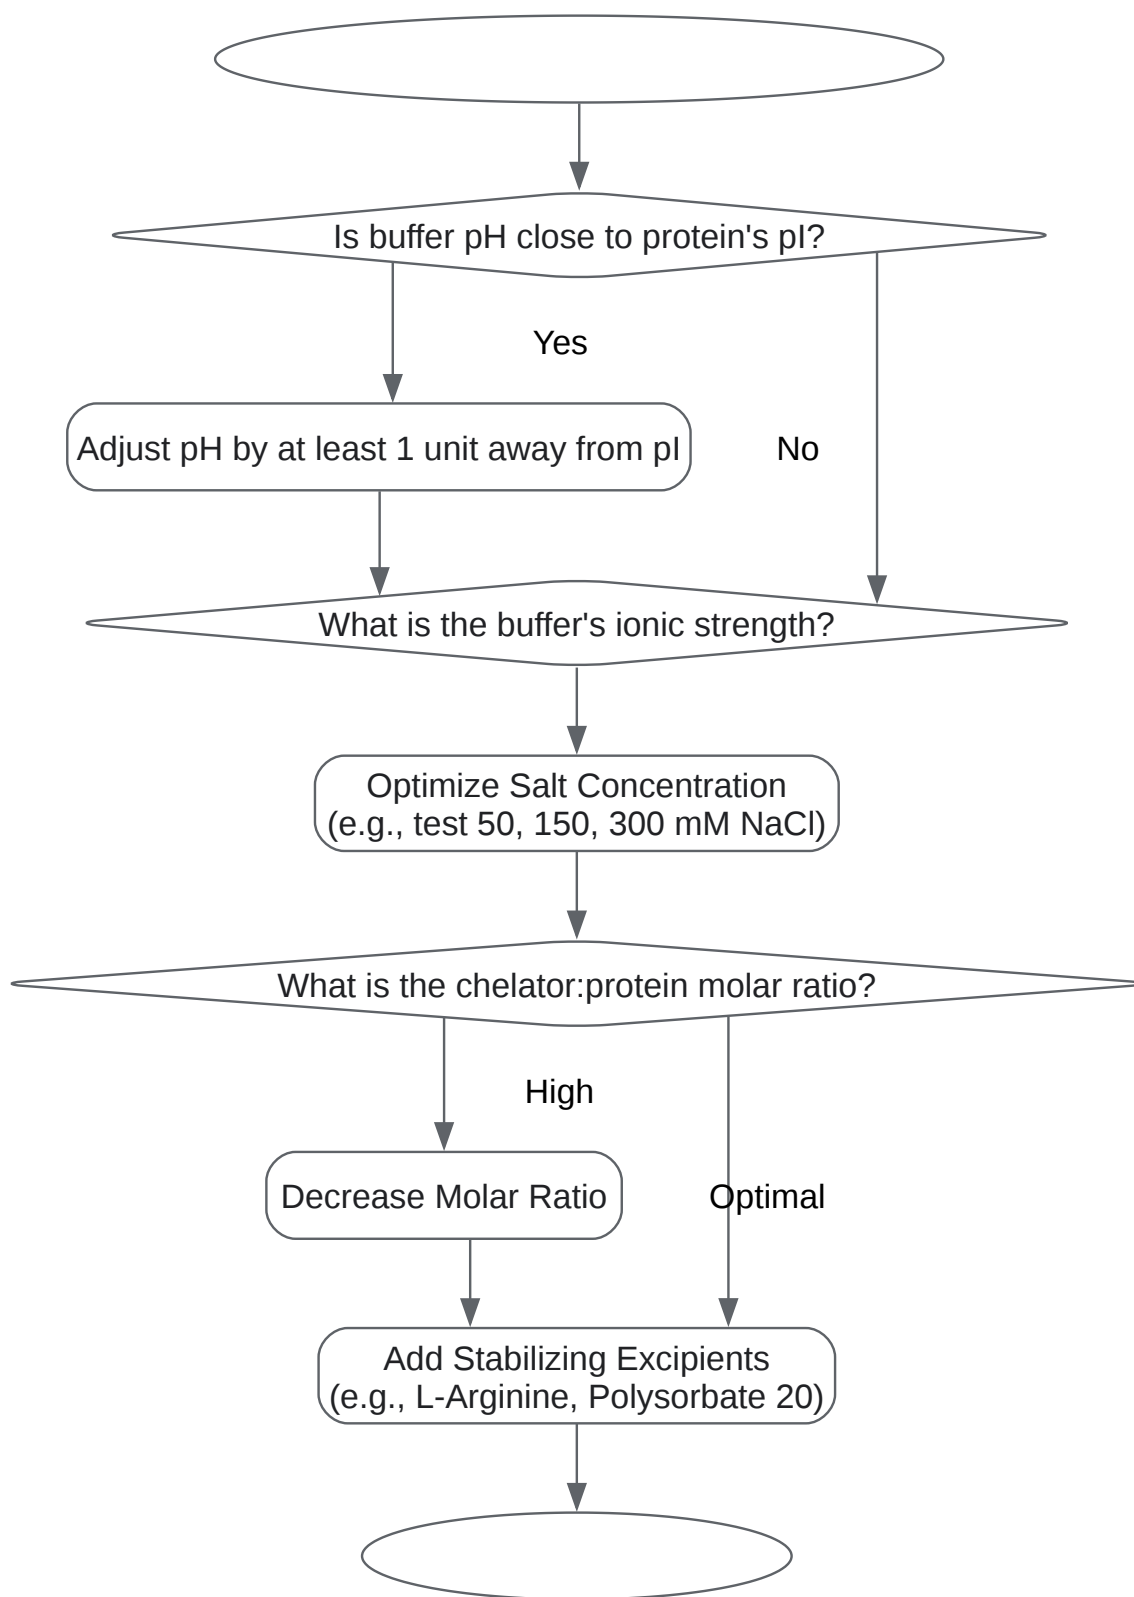 Is buffer pH close to protein's pI?
Yes
Adjust pH by at least 1 unit away from pI
No
What is the buffer's ionic strength?
Optimize Salt Concentration
(e.g., test 50, 150, 300 mM NaCl)
What is the chelator:protein molar ratio?
High
Decrease Molar Ratio
Optimal
Add Stabilizing Excipients
(e.g., L-Arginine, Polysorbate 20)